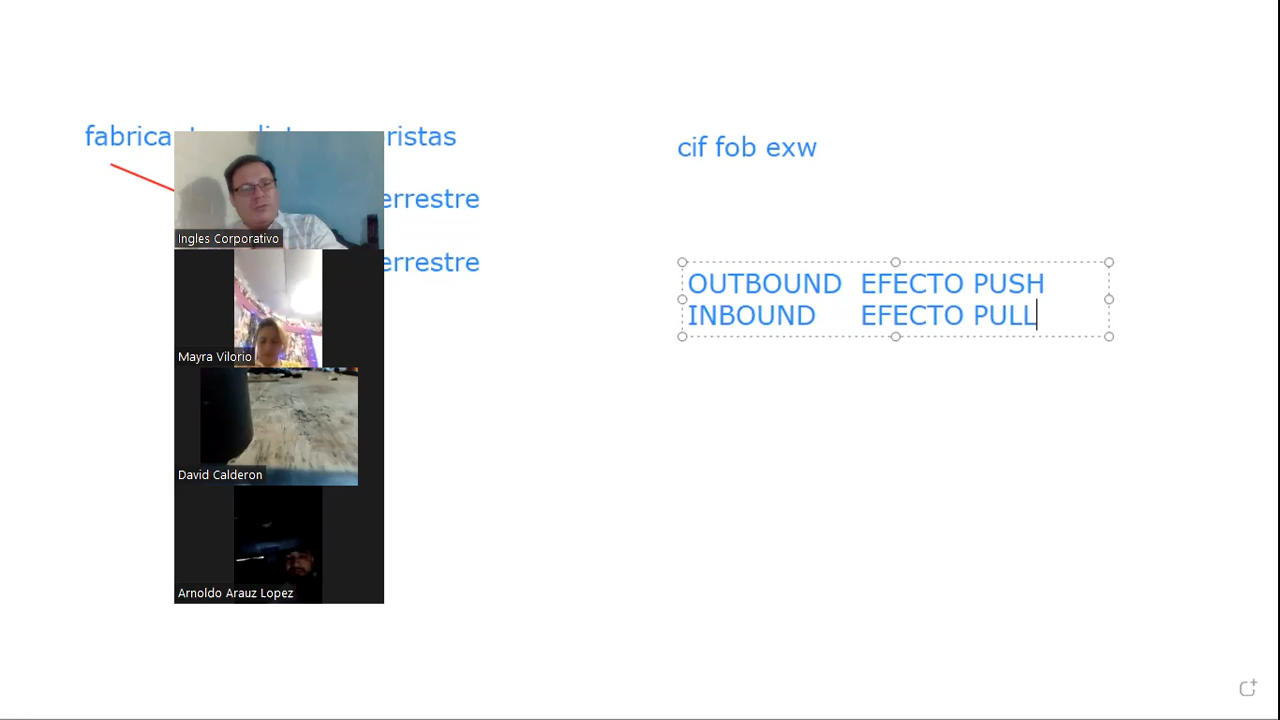 fabrica ristas
cif fob exw
errestre
errestre
OUTBOUND EFECTO PUSH
INBOUND EFECTO PULL
Ingles Corporativo
Mayra Vilorio
David Calderon
Arnoldo Arauz Lopez